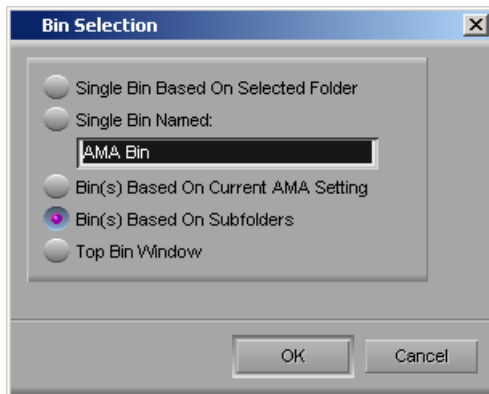 Bin Selection
Single Bin Based On Selected Folder
Single Bin Named:
AMA Bin
Bin(s) Based On Current AMA Setting
Bin(s) Based On Subfolders
Top Bin Window
OK Cancel